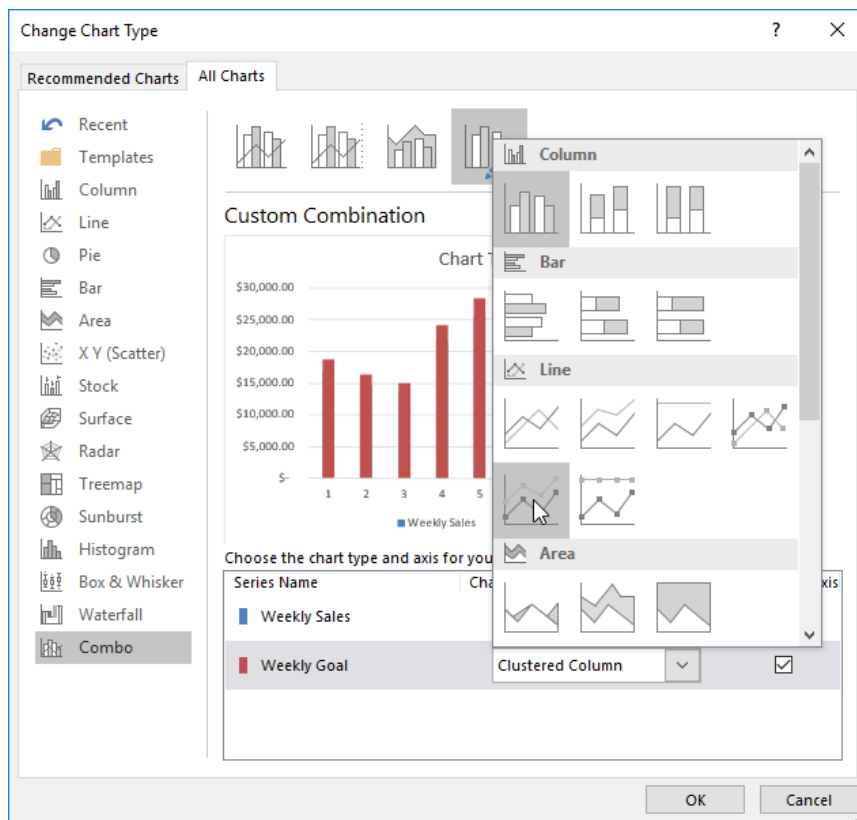 Change Chart Type
?
Recommended Charts
All Charts
Recent
Templates
Column
Line
Pie
Bar
Area
X Y (Scatter)
Stock
Surface
Radar
Treemap
Sunburst
Histogram
Box & Whisker
Waterfall
Combo
Custom Combination
Chart T
$30,000.00
$25,000.00
$20,000.00
$15,000.00
$10,000.00
$5,000.00
$-
1 2 3 4 5
Weekly Sales
Column
Bar
Line
Area
Choose the chart type and axis for you
Series Name Cha xis
Weekly Sales
Weekly Goal Clustered Column
OK Cancel